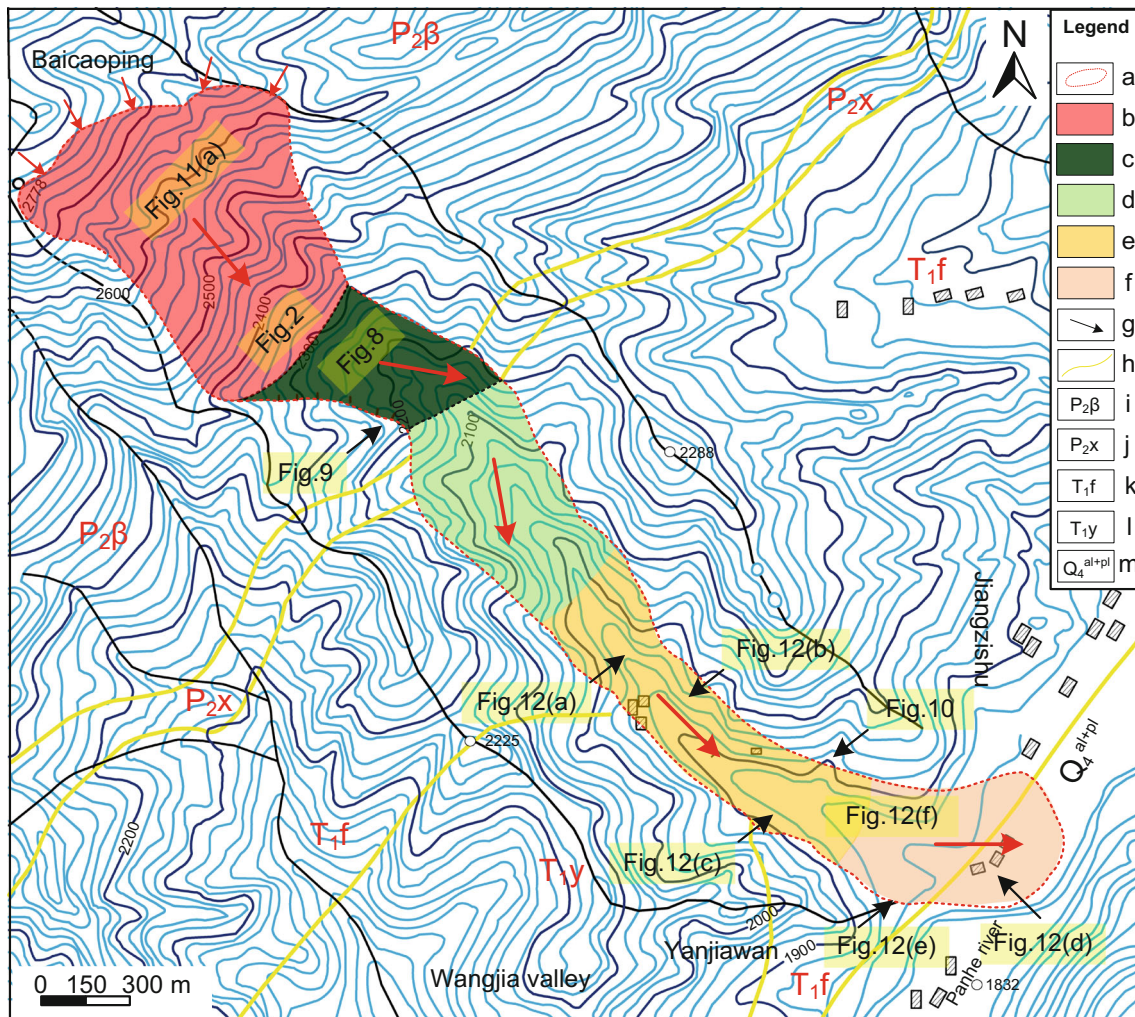 P₂β
Baicaoping
N
Legend
a
b
c
d
e
f
g
h
P₂β i
P₂x j
T₁f k
T₁y l
Q₄ᵃˡ⁺ᵖˡ m
P₂x
2778
Fig.11(a)
T₁f
2600
2500
2400
Fig.2
2300
Fig.8
2200
2100
2288
Fig.9
P₂β
Jiangzishu
Fig.12(b)
P₂x
Fig.12(a)
Fig.10
2225
Q₄ᵃˡ⁺ᵖˡ
2200
T₁f
Fig.12(f)
T₁y
Fig.12(c)
2000
Yanjiawan
1900
Fig.12(e)
Fig.12(d)
Wangjia valley
T₁f
Panhe river
1832
0 150 300 m